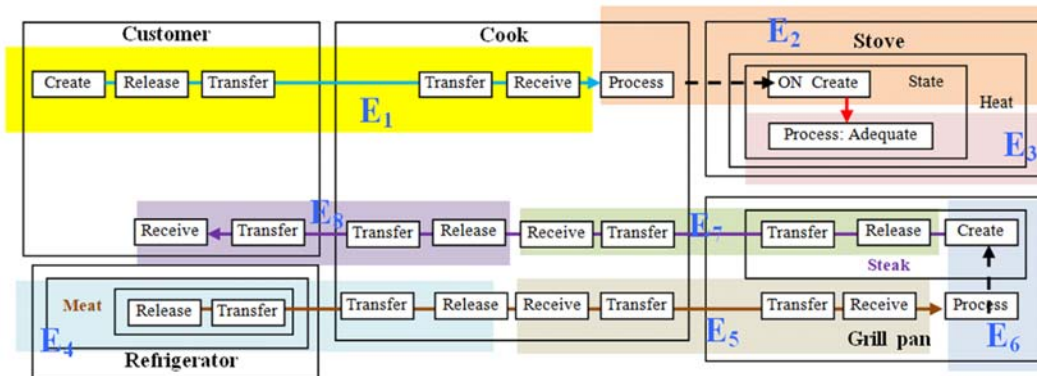 Customer
Cook
E2
Stove
Create Release Transfer Transfer Receive Process ON Create State
Heat
E1
Process: Adequate
E3
E8
Receive Transfer Transfer Release Receive Transfer E7 Transfer Release Create
Steak
Meat
Release Transfer Transfer Release Receive Transfer Transfer Receive Process
E4
E5
Grill pan
E6
Refrigerator